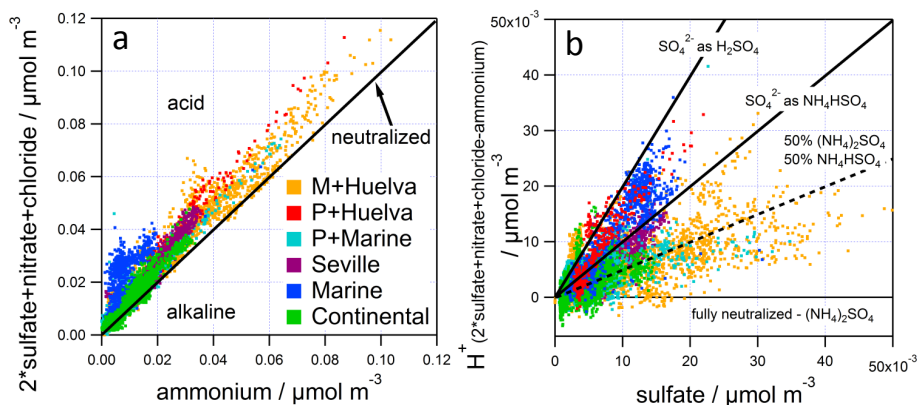 a
0.12
0.10
0.08
0.06
0.04
0.02
0.00
2*sulfate+nitrate+chloride / µmol m⁻³
acid
neutralized
alkaline
M+Huelva
P+Huelva
P+Marine
Seville
Marine
Continental
0.00 0.02 0.04 0.06 0.08 0.10 0.12
ammonium / µmol m⁻³
b
50x10⁻³
40
30
20
10
0
H⁺ (2*sulfate+nitrate+chloride-ammonium)
/ µmol m⁻³
SO₄²⁻ as H₂SO₄
SO₄²⁻ as NH₄HSO₄
50% (NH₄)₂SO₄
50% NH₄HSO₄
fully neutralized - (NH₄)₂SO₄
0 10 20 30 40 50x10⁻³
sulfate / µmol m⁻³